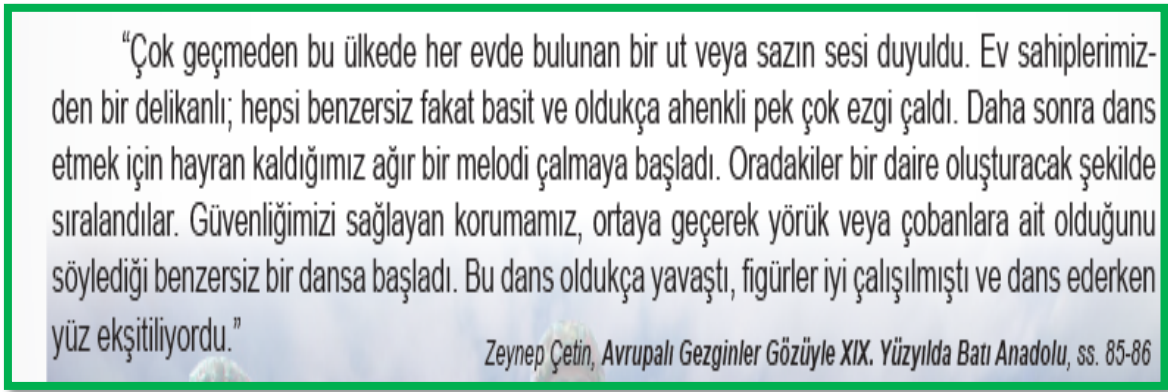 “Çok geçmeden bu ülkede her evde bulunan bir ut veya sazın sesi duyuldu. Ev sahiplerimiz-
den bir delikanlı; hepsi benzersiz fakat basit ve oldukça ahenkli pek çok ezgi çaldı. Daha sonra dans
etmek için hayran kaldığımız ağır bir melodi çalmaya başladı. Oradakiler bir daire oluşturacak şekilde
sıralandılar. Güvenliğimizi sağlayan korumamız, ortaya geçerek yörük veya çobanlara ait olduğunu
söylediği benzersiz bir dansa başladı. Bu dans oldukça yavaştı, figürler iyi çalışılmıştı ve dans ederken
yüz ekşitiliyordu.”
Zeynep Çetin, Avrupalı Gezginler Gözüyle XIX. Yüzyılda Batı Anadolu, ss. 85-86